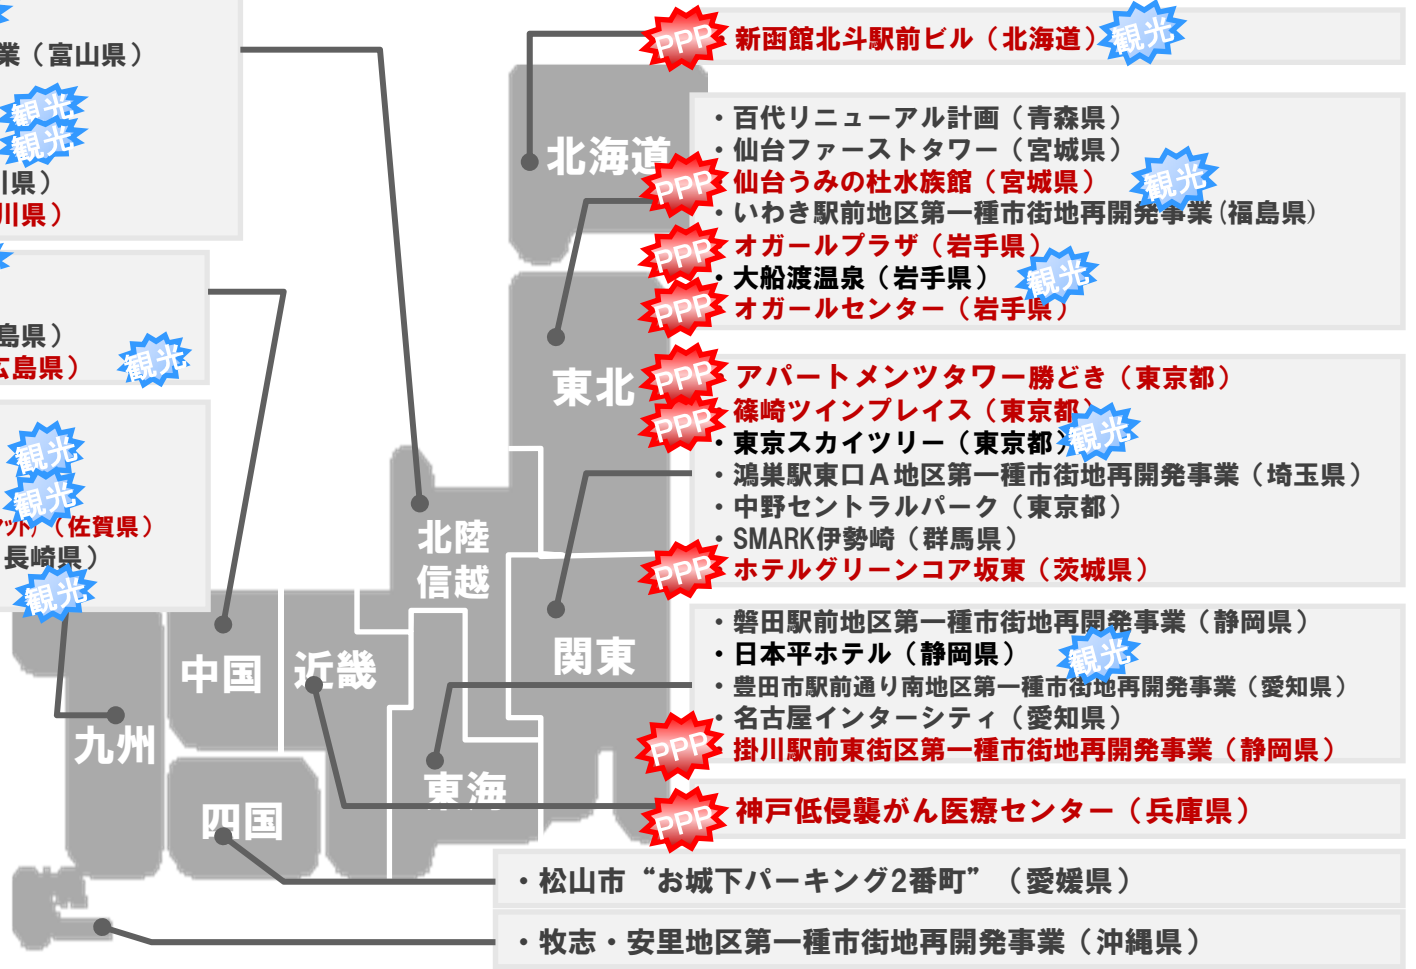 業（富山県）
観光
観光
川県）
川県）
島県）
広島県） 観光
観光
観光
（佐賀県）
長崎県）
観光
PPP 新函館北斗駅前ビル（北海道） 観光
・百代リニューアル計画（青森県）
・仙台ファーストタワー（宮城県）
PPP 仙台うみの杜水族館（宮城県） 観光
・いわき駅前地区第一種市街地再開発事業（福島県）
PPP オガールプラザ（岩手県）
・大船渡温泉（岩手県） 観光
PPP オガールセンター（岩手県）
PPP アパートメンツタワー勝どき（東京都）
PPP 篠崎ツインプレイス（東京都）
・東京スカイツリー（東京都） 観光
・鴻巣駅東口Ａ地区第一種市街地再開発事業（埼玉県）
・中野セントラルパーク（東京都）
・SMARK伊勢崎（群馬県）
PPP ホテルグリーンコア坂東（茨城県）
・磐田駅前地区第一種市街地再開発事業（静岡県）
・日本平ホテル（静岡県） 観光
・豊田市駅前通り南地区第一種市街地再開発事業（愛知県）
・名古屋インターシティ（愛知県）
PPP 掛川駅前東街区第一種市街地再開発事業（静岡県）
PPP 神戸低侵襲がん医療センター（兵庫県）
・松山市“お城下パーキング2番町”（愛媛県）
・牧志・安里地区第一種市街地再開発事業（沖縄県）
北海道
東北
北陸
信越
関東
中国
近畿
九州
東海
四国